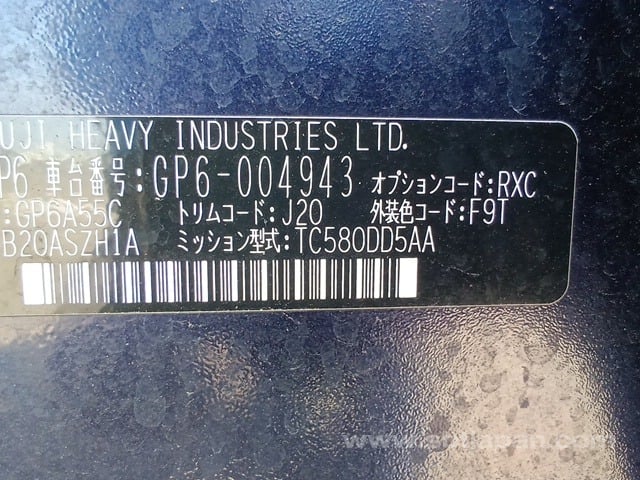 UJI HEAVY INDUSTRIES LTD.
P6 車台番号:GP6-004943 オプションコード:RXC
:GP6A55C トリムコード:J20 外装色コード:F9T
B20ASZH1A ミッション型式:TC580DD5AA